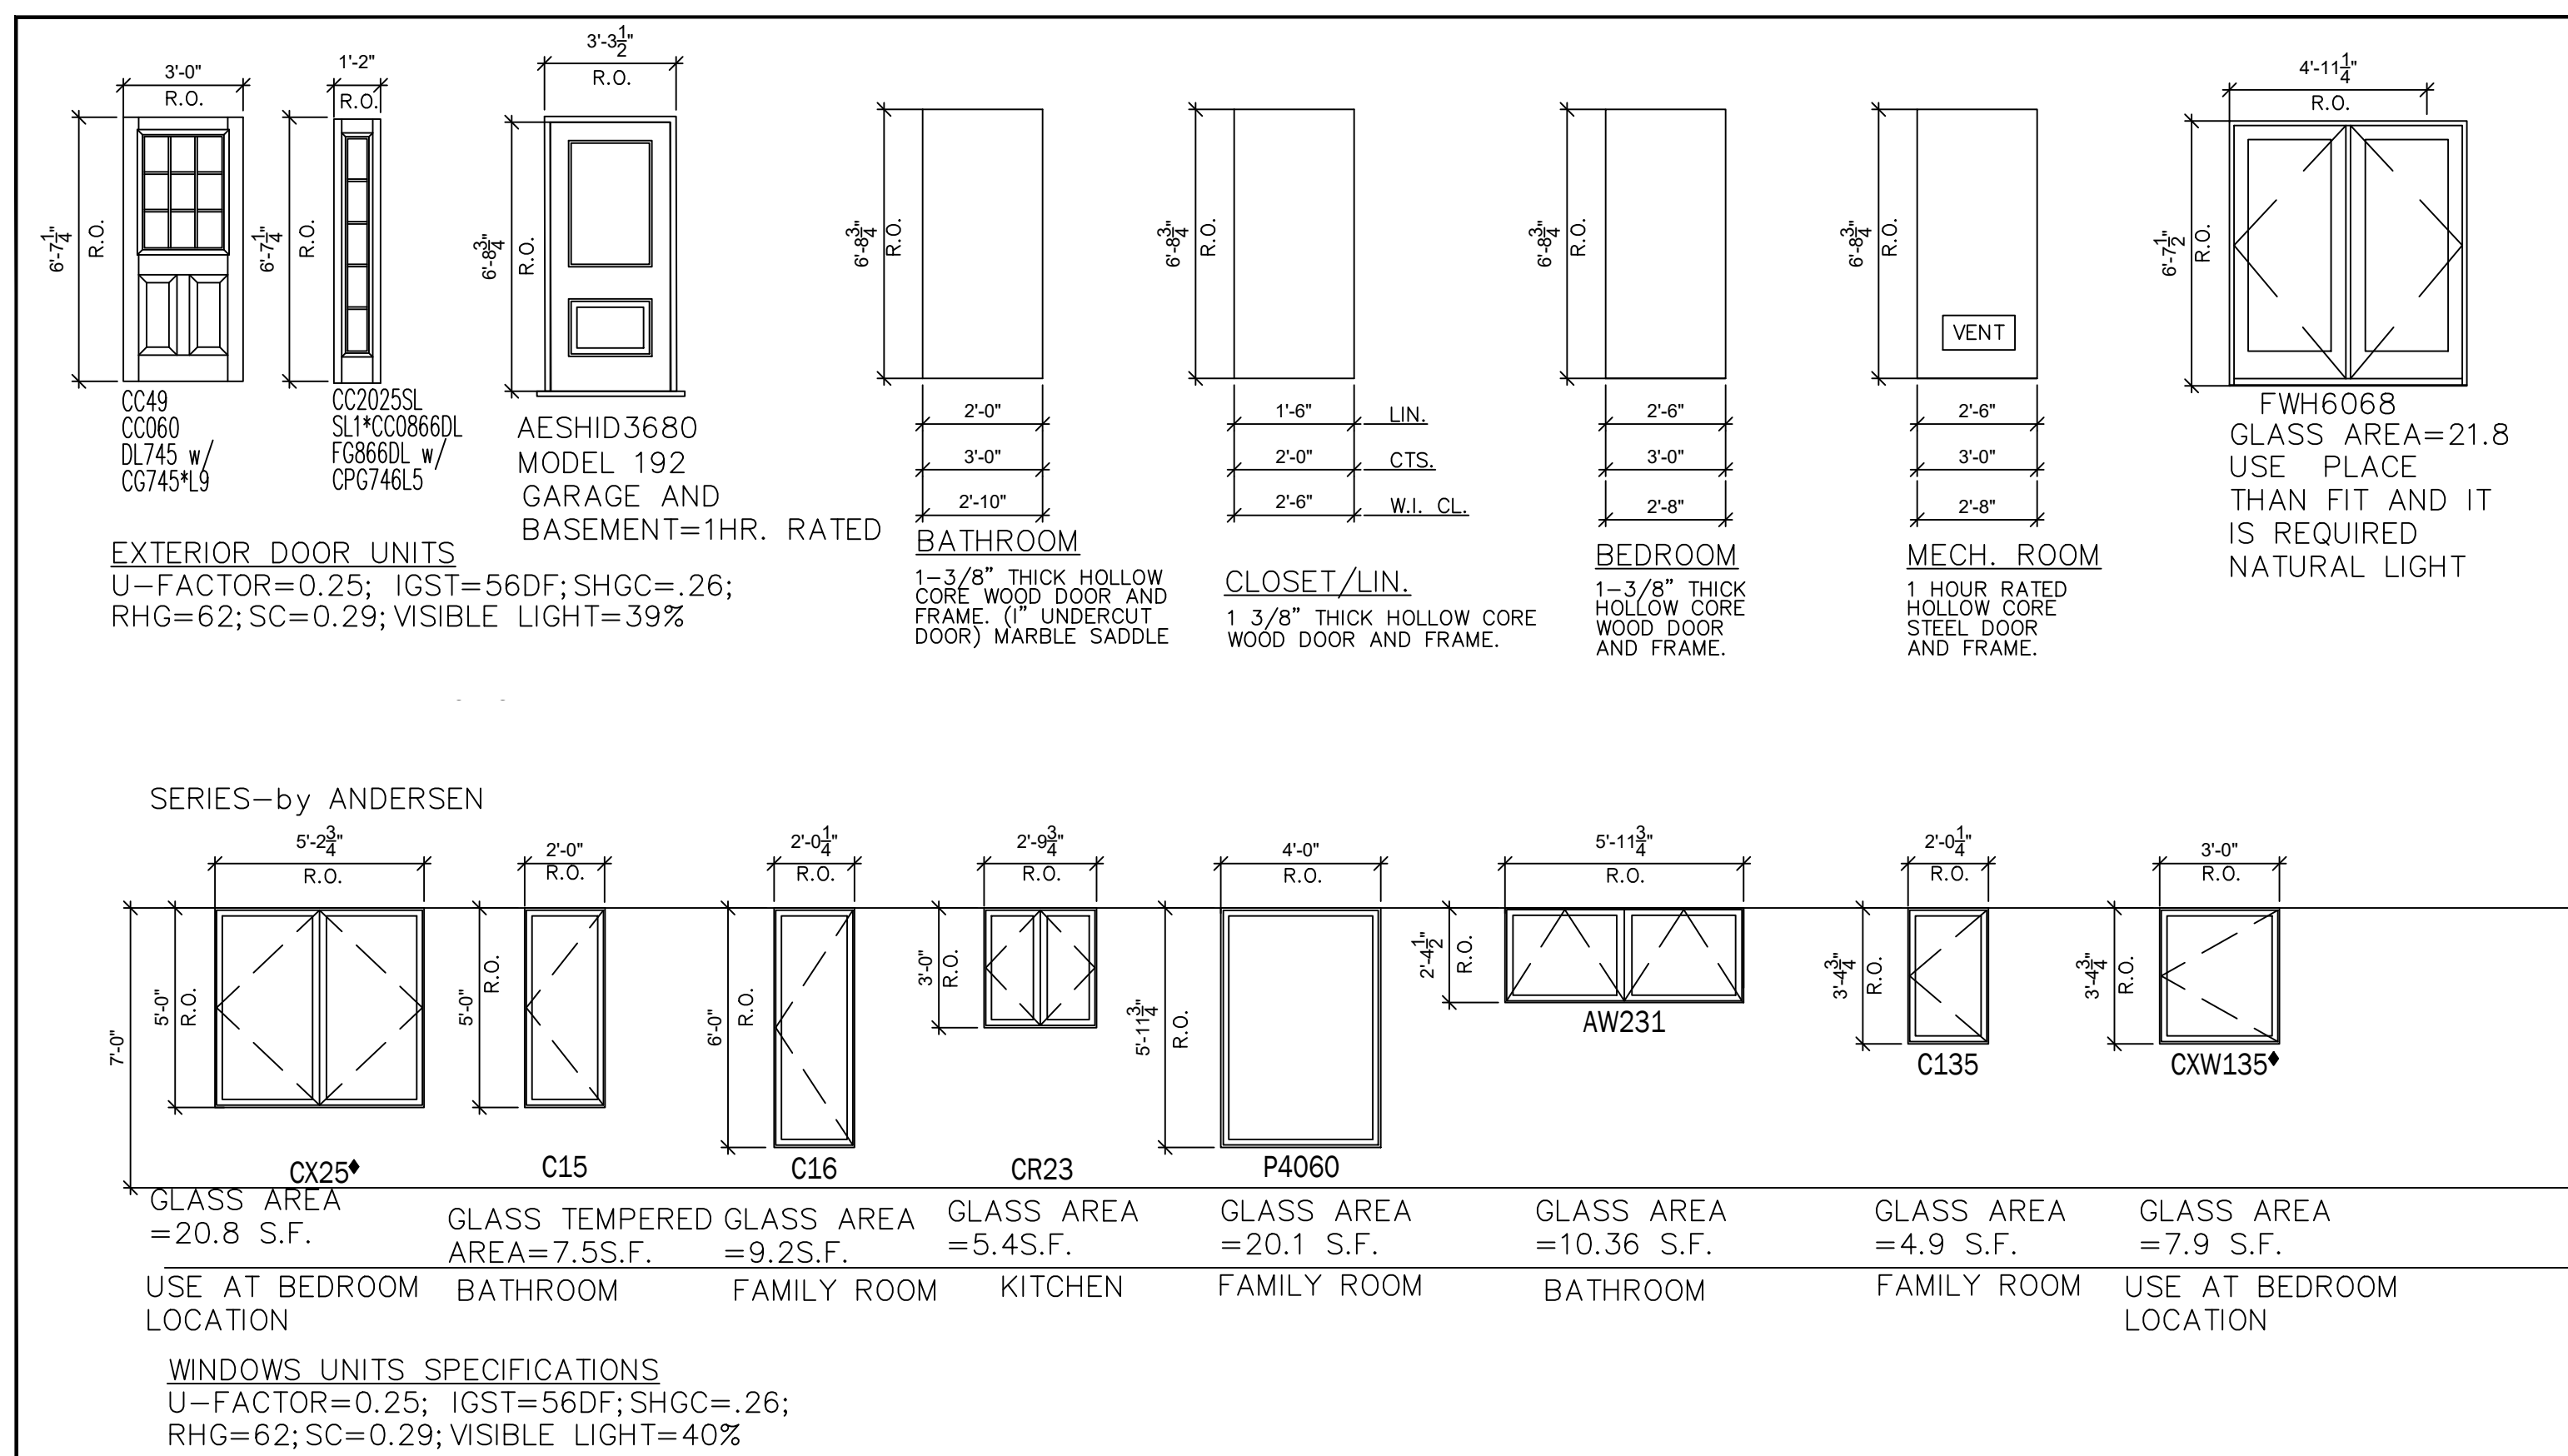 3'-0"
R.O.
6'-7 1/4"
R.O.
CC49
CC060
DL745 w/
CG745*L9
1'-2"
R.O.
6'-7 1/4"
R.O.
CC2025SL
SL1*CC0866DL
FG866DL w/
CPG746L5
3'-3 1/2"
R.O.
6'-8 3/4"
R.O.
AESHID3680
MODEL 192
GARAGE AND
BASEMENT=1HR. RATED
EXTERIOR DOOR UNITS
U-FACTOR=0.25; IGST=56DF; SHGC=.26;
RHG=62; SC=0.29; VISIBLE LIGHT=39%
6'-8 3/4"
R.O.
2'-0"
3'-0"
2'-10"
BATHROOM
1-3/8” THICK HOLLOW
CORE WOOD DOOR AND
FRAME. (1” UNDERCUT
DOOR) MARBLE SADDLE
6'-8 3/4"
R.O.
1'-6" LIN.
2'-0" CTS.
2'-6" W.I. CL.
CLOSET/LIN.
1 3/8” THICK HOLLOW CORE
WOOD DOOR AND FRAME.
6'-8 3/4"
R.O.
2'-6"
3'-0"
2'-8"
BEDROOM
1-3/8” THICK
HOLLOW CORE
WOOD DOOR
AND FRAME.
6'-8 3/4"
R.O.
VENT
2'-6"
3'-0"
2'-8"
MECH. ROOM
1 HOUR RATED
HOLLOW CORE
STEEL DOOR
AND FRAME.
4'-11 1/4"
R.O.
6'-7 1/2"
R.O.
FWH6068
GLASS AREA=21.8
USE PLACE
THAN FIT AND IT
IS REQUIRED
NATURAL LIGHT
SERIES-by ANDERSEN
7'-0"
5'-2 3/4"
R.O.
5'-0"
R.O.
CX25♦
GLASS AREA
=20.8 S.F.
USE AT BEDROOM
LOCATION
2'-0"
R.O.
5'-0"
R.O.
C15
GLASS TEMPERED
AREA=7.5S.F.
BATHROOM
2'-0 1/4"
R.O.
6'-0"
R.O.
C16
GLASS AREA
=9.2S.F.
FAMILY ROOM
2'-9 3/4"
R.O.
3'-0"
R.O.
CR23
GLASS AREA
=5.4S.F.
KITCHEN
4'-0"
R.O.
5'-11 3/4"
R.O.
P4060
GLASS AREA
=20.1 S.F.
FAMILY ROOM
5'-11 3/4"
R.O.
2'-4 1/2"
R.O.
AW231
GLASS AREA
=10.36 S.F.
BATHROOM
2'-0 1/4"
R.O.
3'-4 3/4"
R.O.
C135
GLASS AREA
=4.9 S.F.
FAMILY ROOM
3'-0"
R.O.
3'-4 3/4"
R.O.
CXW135♦
GLASS AREA
=7.9 S.F.
USE AT BEDROOM
LOCATION
WINDOWS UNITS SPECIFICATIONS
U-FACTOR=0.25; IGST=56DF; SHGC=.26;
RHG=62; SC=0.29; VISIBLE LIGHT=40%